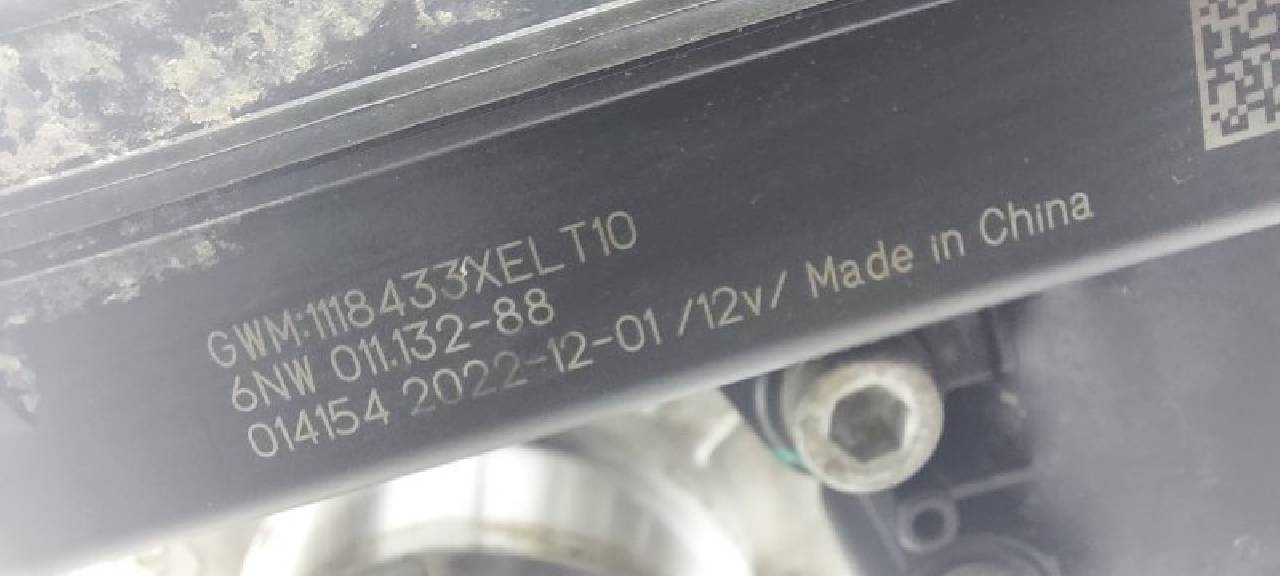 GWM:1118433XELT10
6NW 011.132-88
014154 2022-12-01 /12v/ Made in China